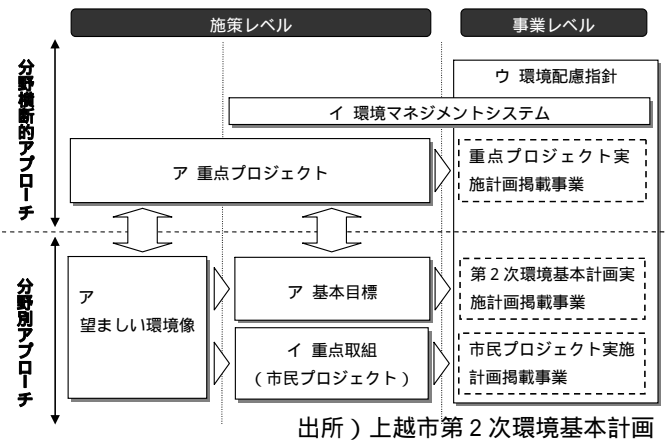 施策レベル
事業レベル
分野横断的アプローチ
ウ 環境配慮指針
イ 環境マネジメントシステム
ア 重点プロジェクト
重点プロジェクト実
施計画掲載事業
分野別アプローチ
ア
望ましい環境像
ア 基本目標
第2次環境基本計画実
施計画掲載事業
イ 重点取組
（市民プロジェクト）
市民プロジェクト実施
計画掲載事業
出所）上越市第2次環境基本計画